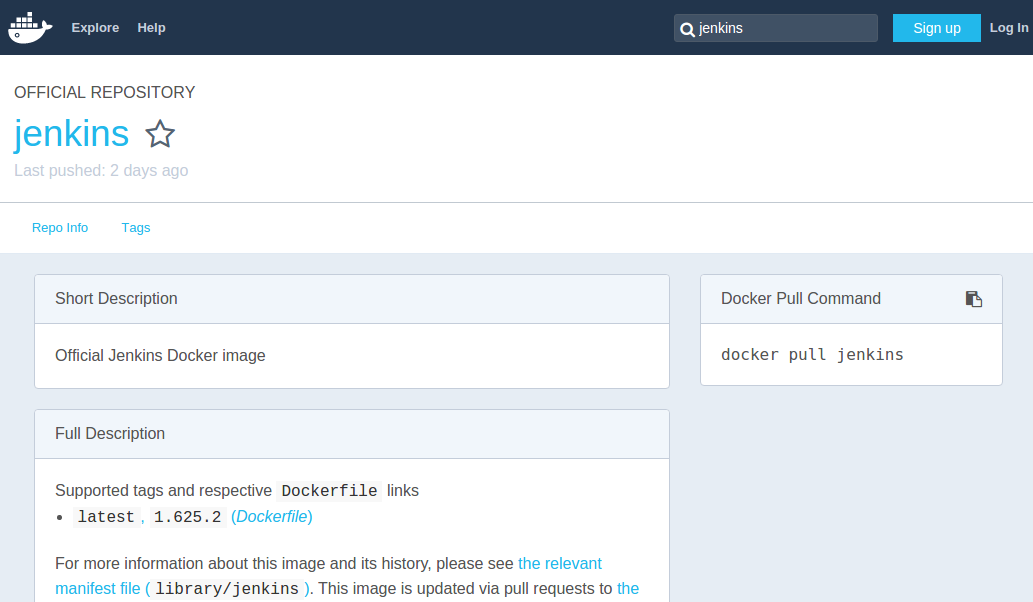 Explore Help jenkins Sign up Log In
OFFICIAL REPOSITORY
jenkins
Last pushed: 2 days ago
Repo Info Tags
Short Description
Official Jenkins Docker image
Docker Pull Command
docker pull jenkins
Full Description
Supported tags and respective Dockerfile links
• latest, 1.625.2 (Dockerfile)
For more information about this image and its history, please see the relevant
manifest file (library/jenkins). This image is updated via pull requests to the